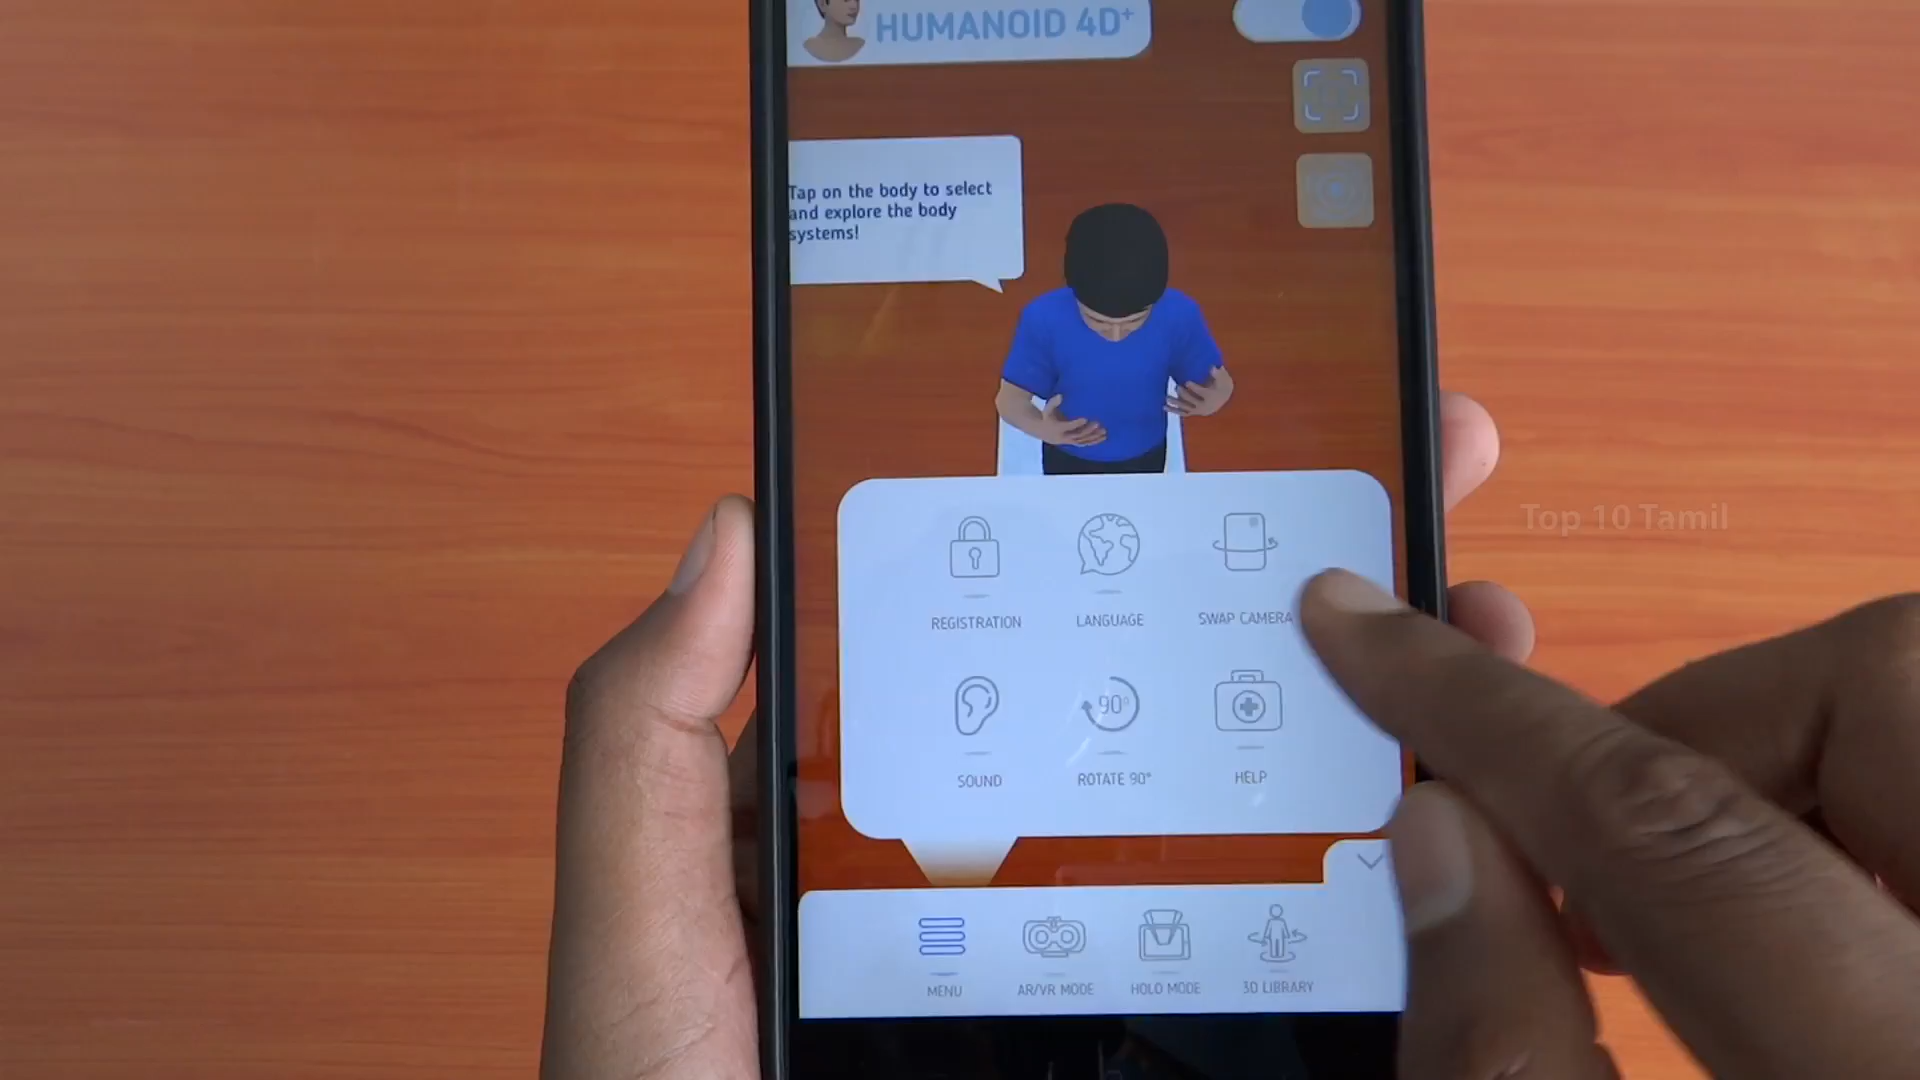 HUMANOID 4D+
Tap on the body to select
and explore the body
systems!
Top 10 Tamil
REGISTRATION
LANGUAGE
SWAP CAMERA
90°
SOUND
ROTATE 90°
HELP
MENU
AR/VR MODE
HOLO MODE
3D LIBRARY